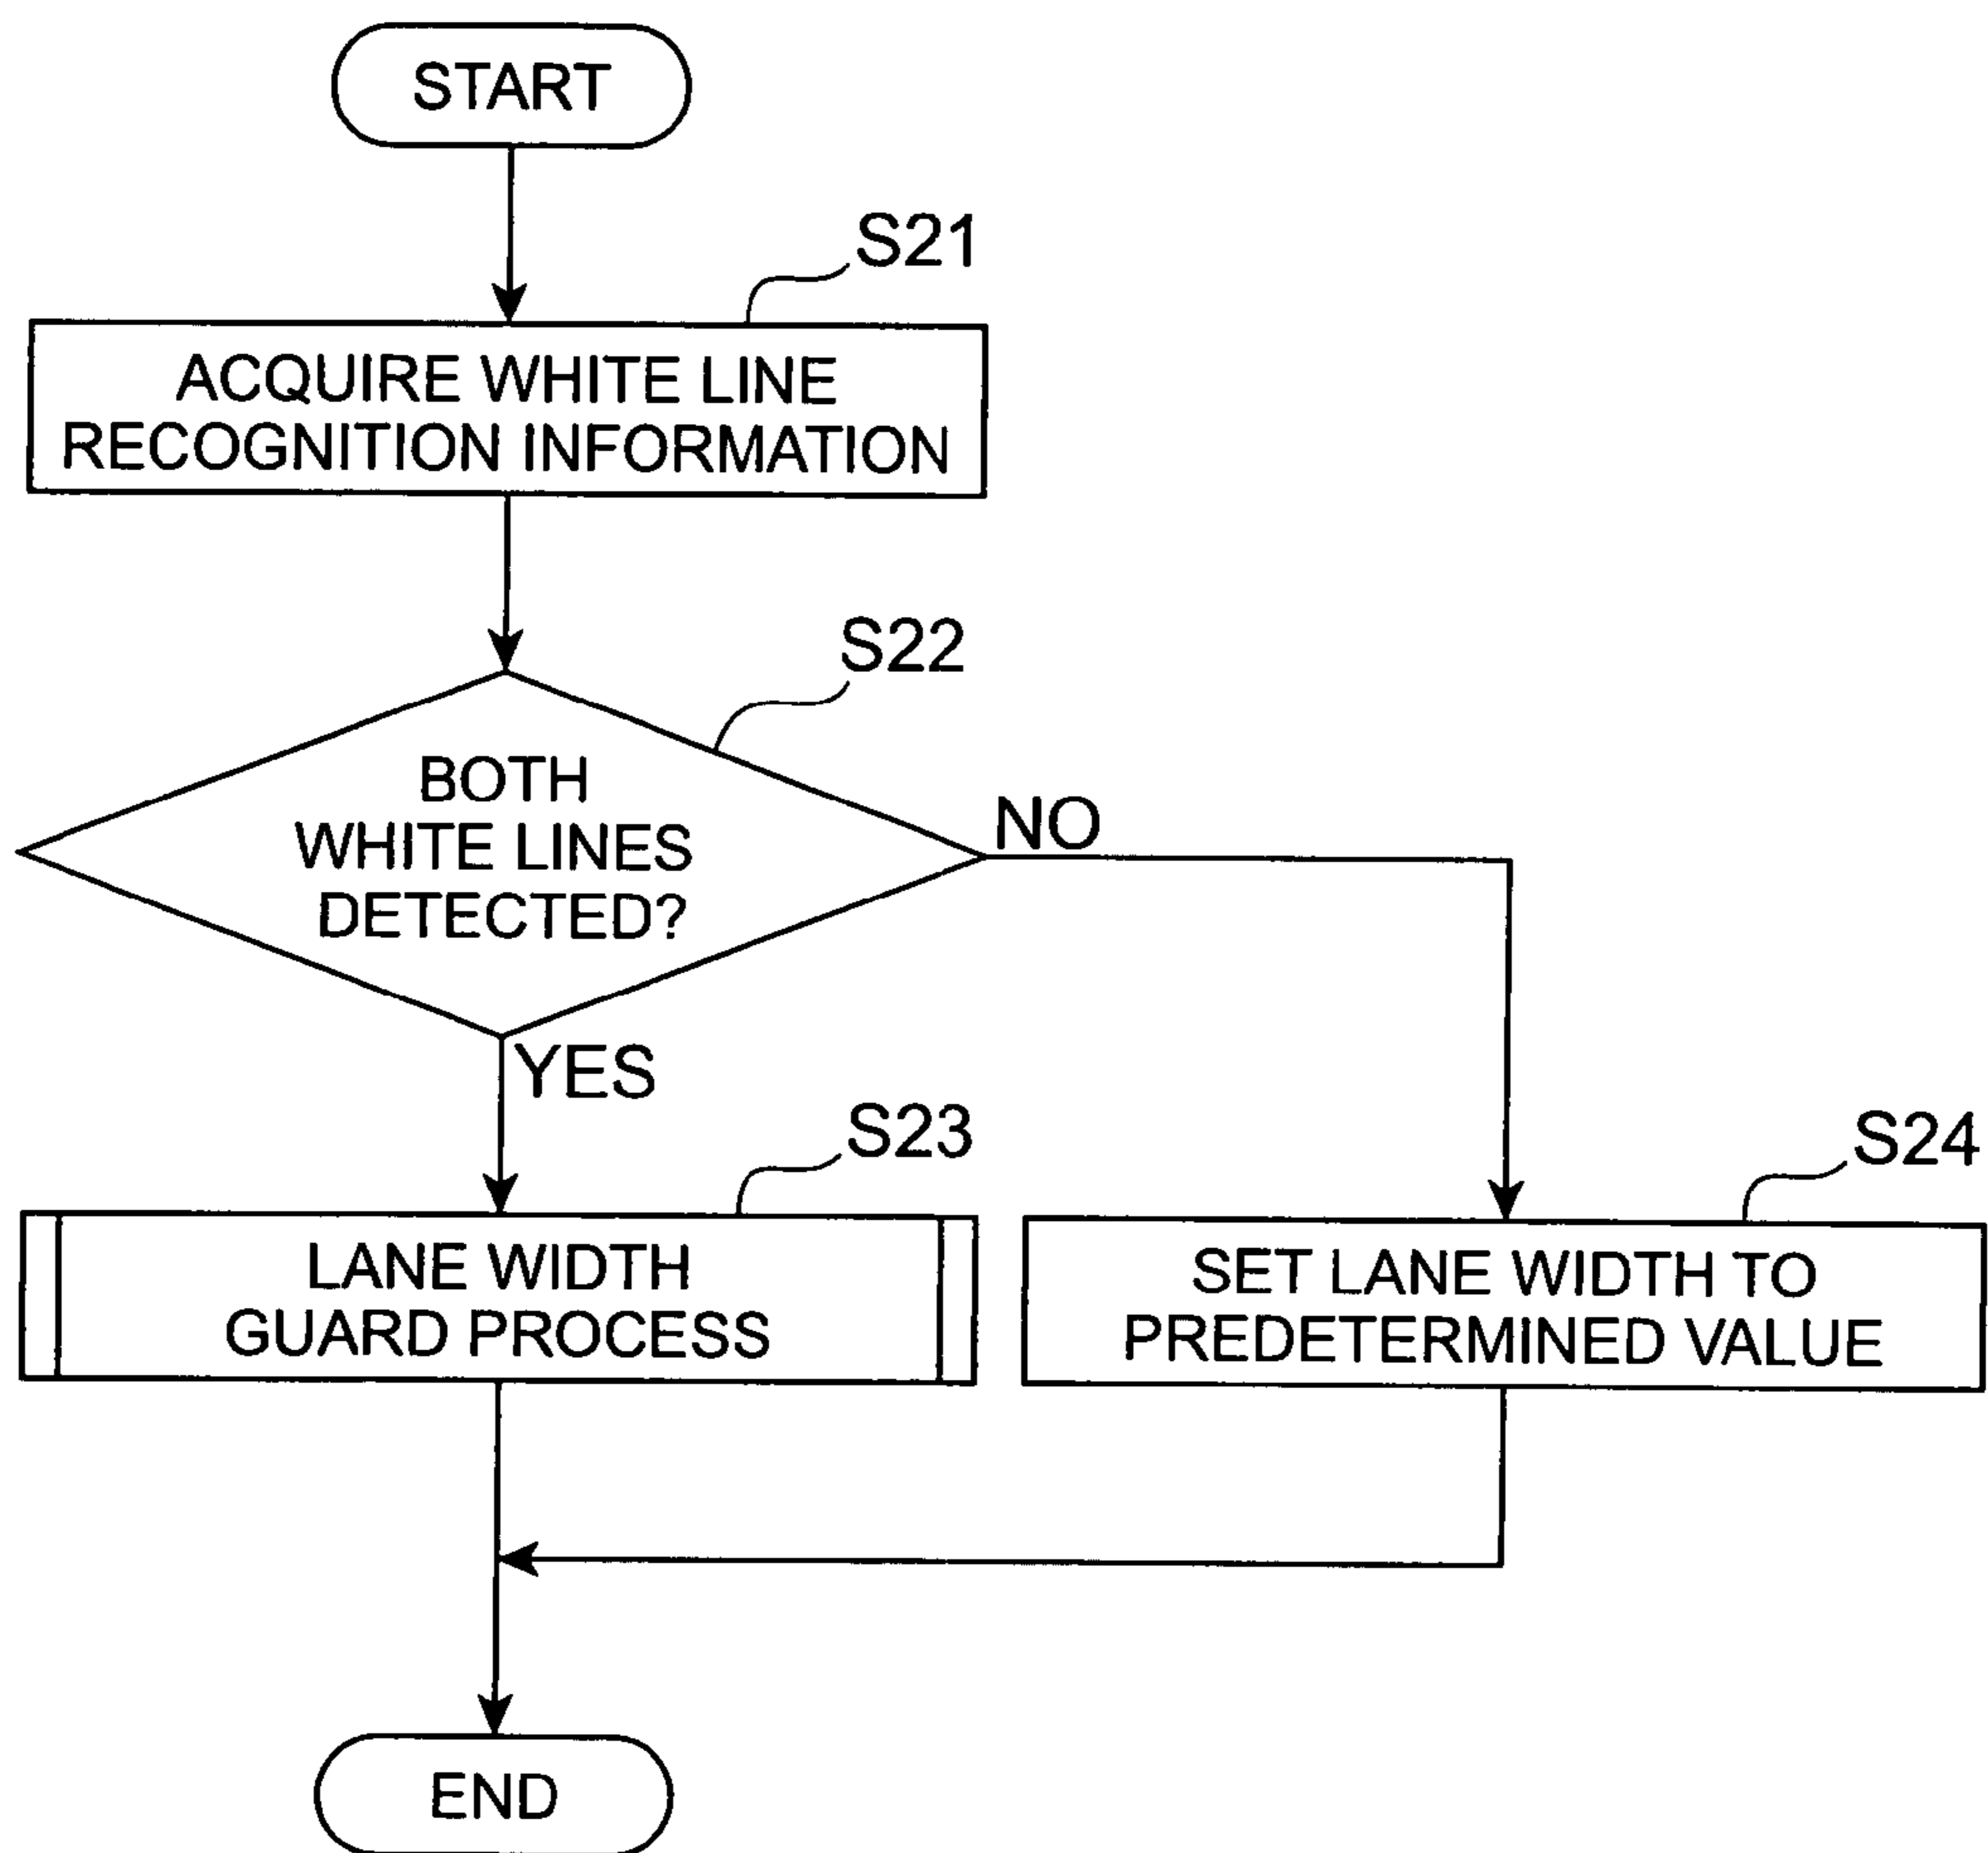 START
S21
ACQUIRE WHITE LINE
RECOGNITION INFORMATION
S22
BOTH
WHITE LINES
DETECTED?
NO
YES
S23
LANE WIDTH
GUARD PROCESS
S24
SET LANE WIDTH TO
PREDETERMINED VALUE
END